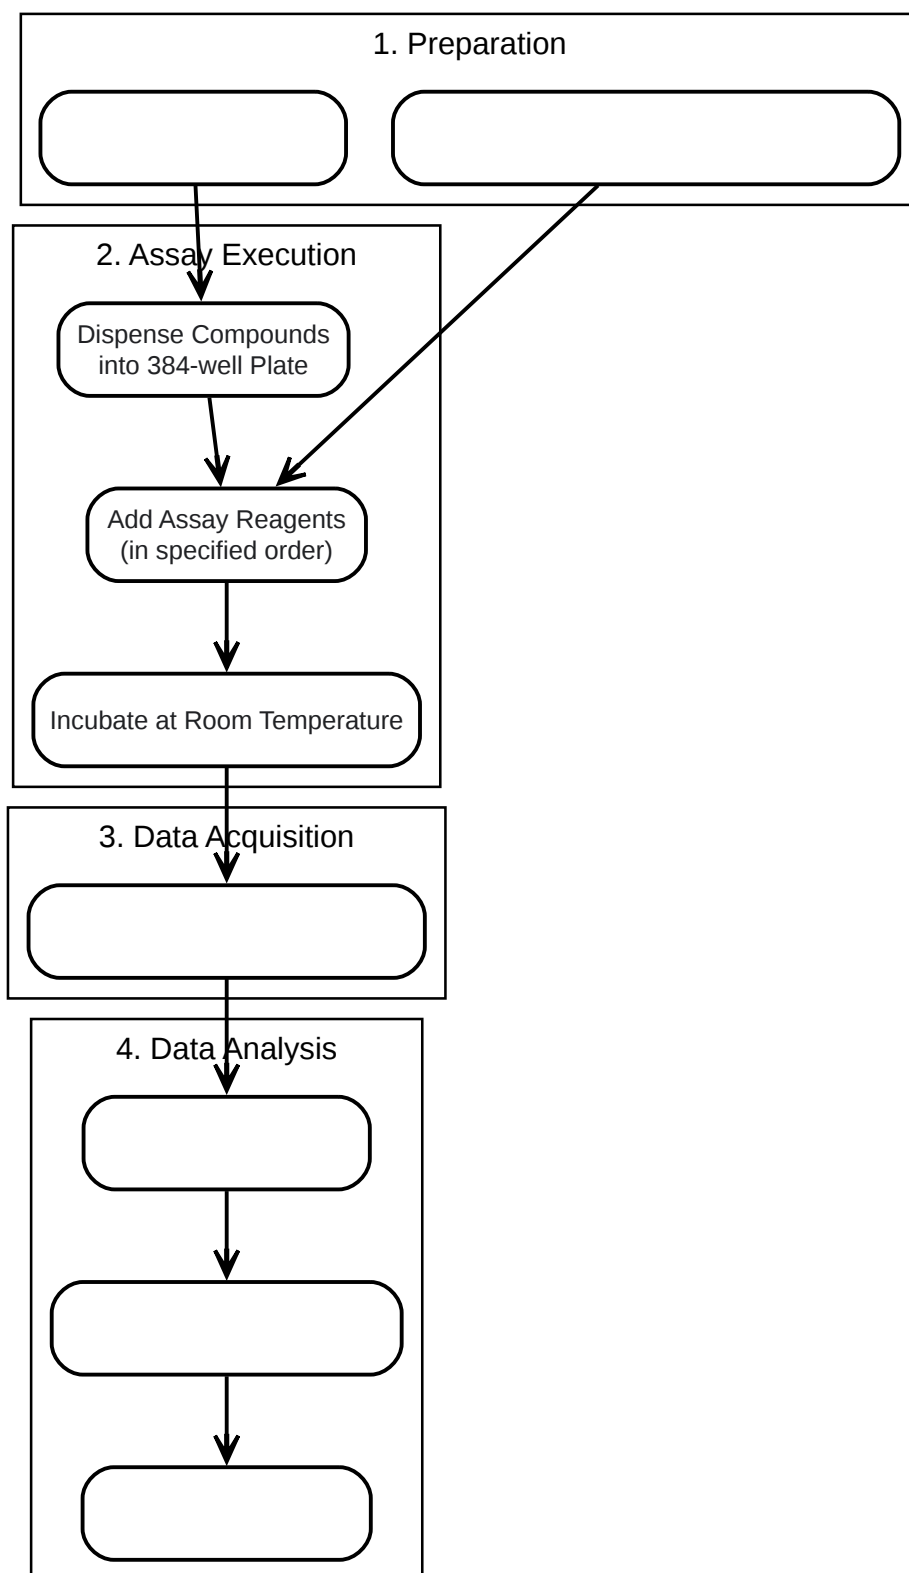 1. Preparation
2. Assay Execution
Dispense Compounds
into 384-well Plate
Add Assay Reagents
(in specified order)
Incubate at Room Temperature
3. Data Acquisition
4. Data Analysis